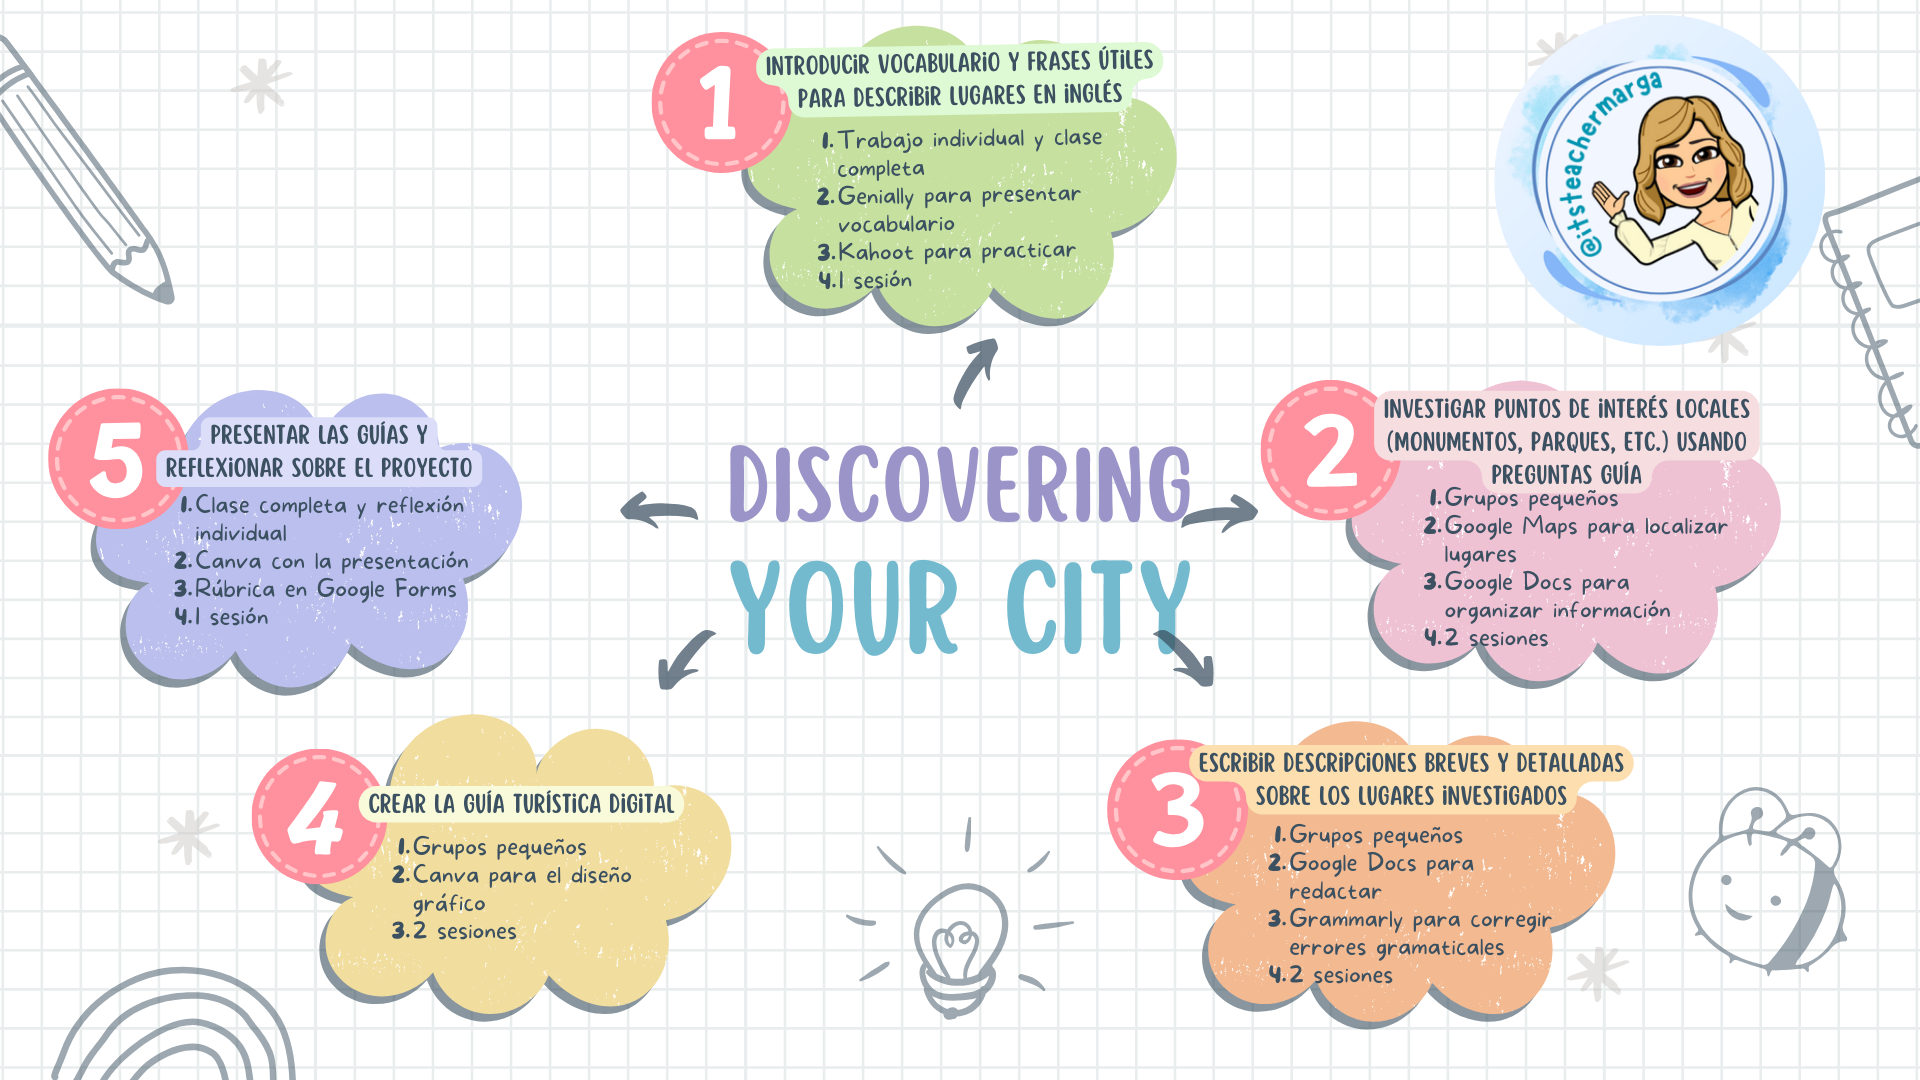 DISCOVERING
YOUR CITY
1
INTRODUCIR VOCABULARIO Y FRASES ÚTILES
PARA DESCRIBIR LUGARES EN INGLÉS
1. Trabajo individual y clase
completa
2. Genially para presentar
vocabulario
3. Kahoot para practicar
4. 1 sesión
@itsteachermarga
2
INVESTIGAR PUNTOS DE INTERÉS LOCALES
(MONUMENTOS, PARQUES, ETC.) USANDO
PREGUNTAS GUÍA
1. Grupos pequeños
2. Google Maps para localizar
lugares
3. Google Docs para
organizar información
4. 2 sesiones
3
ESCRIBIR DESCRIPCIONES BREVES Y DETALLADAS
SOBRE LOS LUGARES INVESTIGADOS
1. Grupos pequeños
2. Google Docs para
redactar
3. Grammarly para corregir
errores gramaticales
4. 2 sesiones
4
CREAR LA GUÍA TURÍSTICA DIGITAL
1. Grupos pequeños
2. Canva para el diseño
gráfico
3. 2 sesiones
5
PRESENTAR LAS GUÍAS Y
REFLEXIONAR SOBRE EL PROYECTO
1. Clase completa y reflexión
individual
2. Canva con la presentación
3. Rúbrica en Google Forms
4. 1 sesión